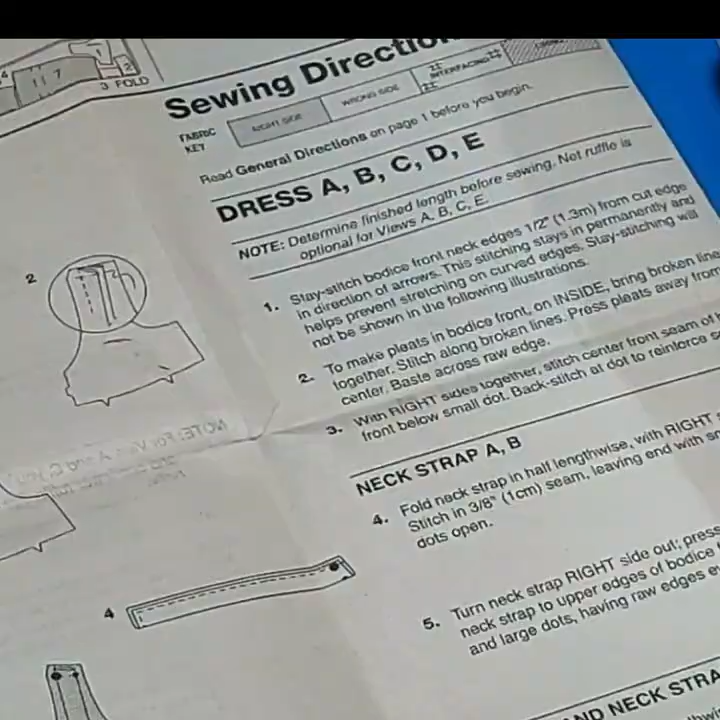 4
7
2
3 FOLD
Sewing Directio
FABRIC
KEY
RIGHT SIDE
WRONG SIDE
INTERFACING
Read General Directions on page 1 before you begin.
DRESS A, B, C, D, E
NOTE: Determine finished length before sewing. Net ruffle is
optional for Views A, B, C, E.
2
1. Stay-stitch bodice front neck edges 1/2" (1.3m) from cut edge
in direction of arrows. This stitching stays in permanently and
helps prevent stretching on curved edges. Stay-stitching will
not be shown in the following illustrations.
2. To make pleats in bodice front, on INSIDE, bring broken line
together. Stitch along broken lines. Press pleats away from
center. Baste across raw edge.
3. With RIGHT sides together, stitch center front seam of
front below small dot. Back-stitch at dot to reinforce
NECK STRAP A, B
4. Fold neck strap in half lengthwise, with RIGHT
Stitch in 3/8" (1cm) seam, leaving end with
dots open.
4
5. Turn neck strap RIGHT side out; press
neck strap to upper edges of bodice
and large dots, having raw edges
ND NECK STRA